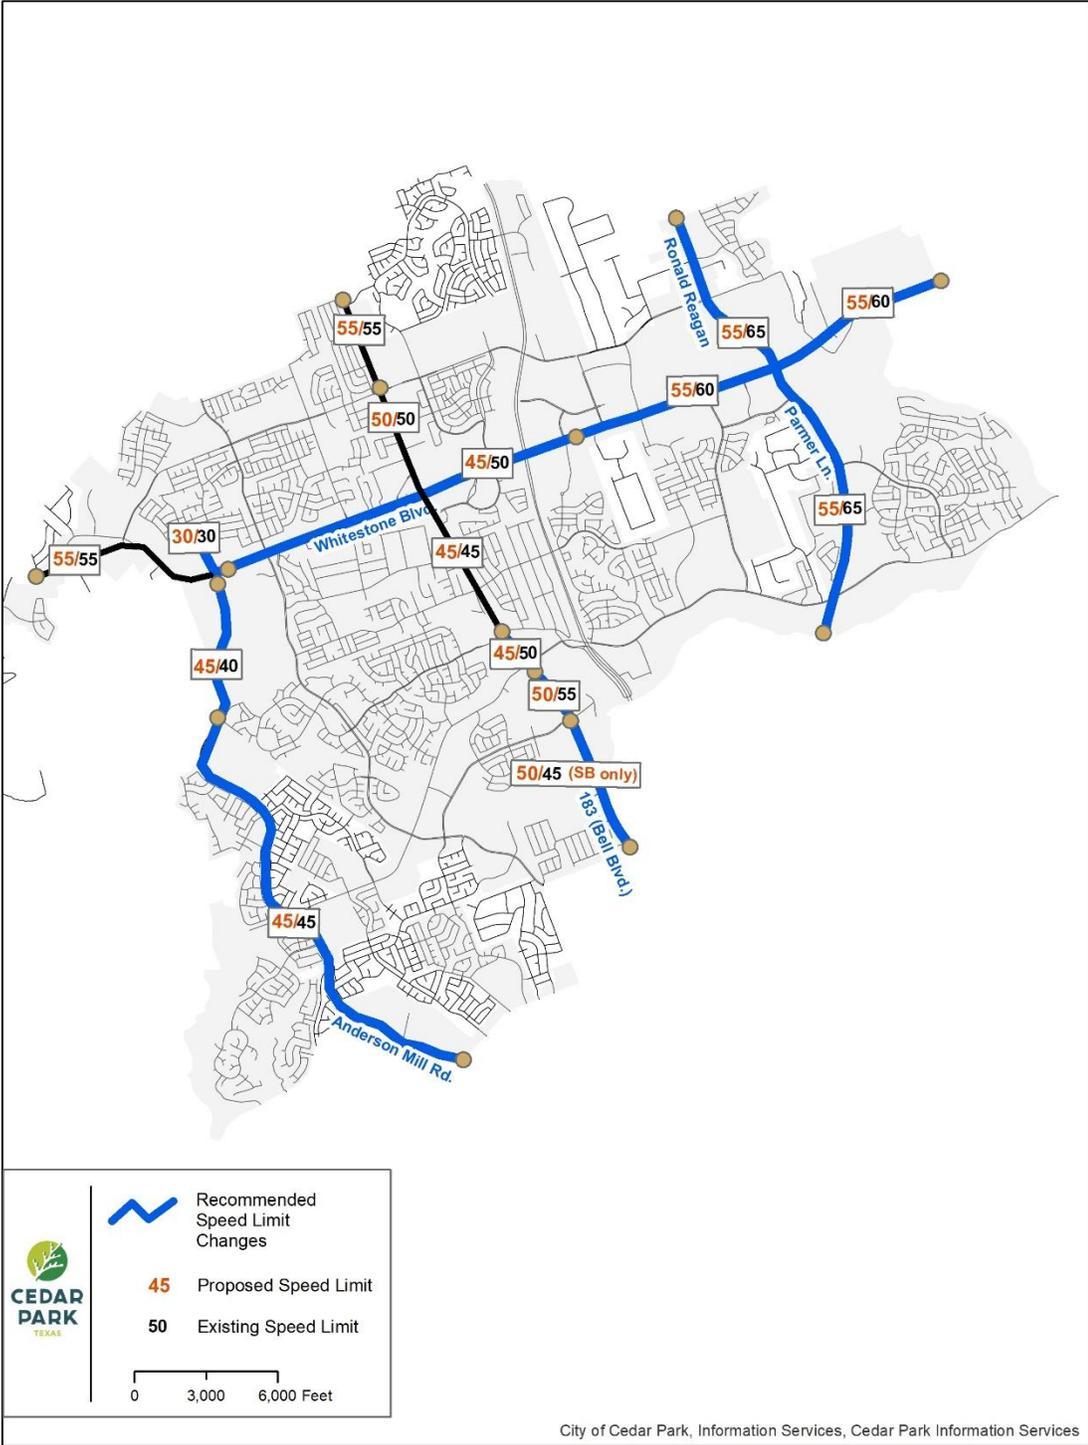 Ronald Reagan
55/60
55/55
55/65
55/60
50/50
Parmer Ln.
45/50
55/65
Whitestone Blvd.
30/30
45/45
55/55
45/50
45/40
50/55
50/45 (SB only)
183 (Bell Blvd.)
45/45
Anderson Mill Rd.
Recommended
Speed Limit
Changes
45 Proposed Speed Limit
50 Existing Speed Limit
CEDAR
PARK
TEXAS
0 3,000 6,000 Feet
City of Cedar Park, Information Services, Cedar Park Information Services